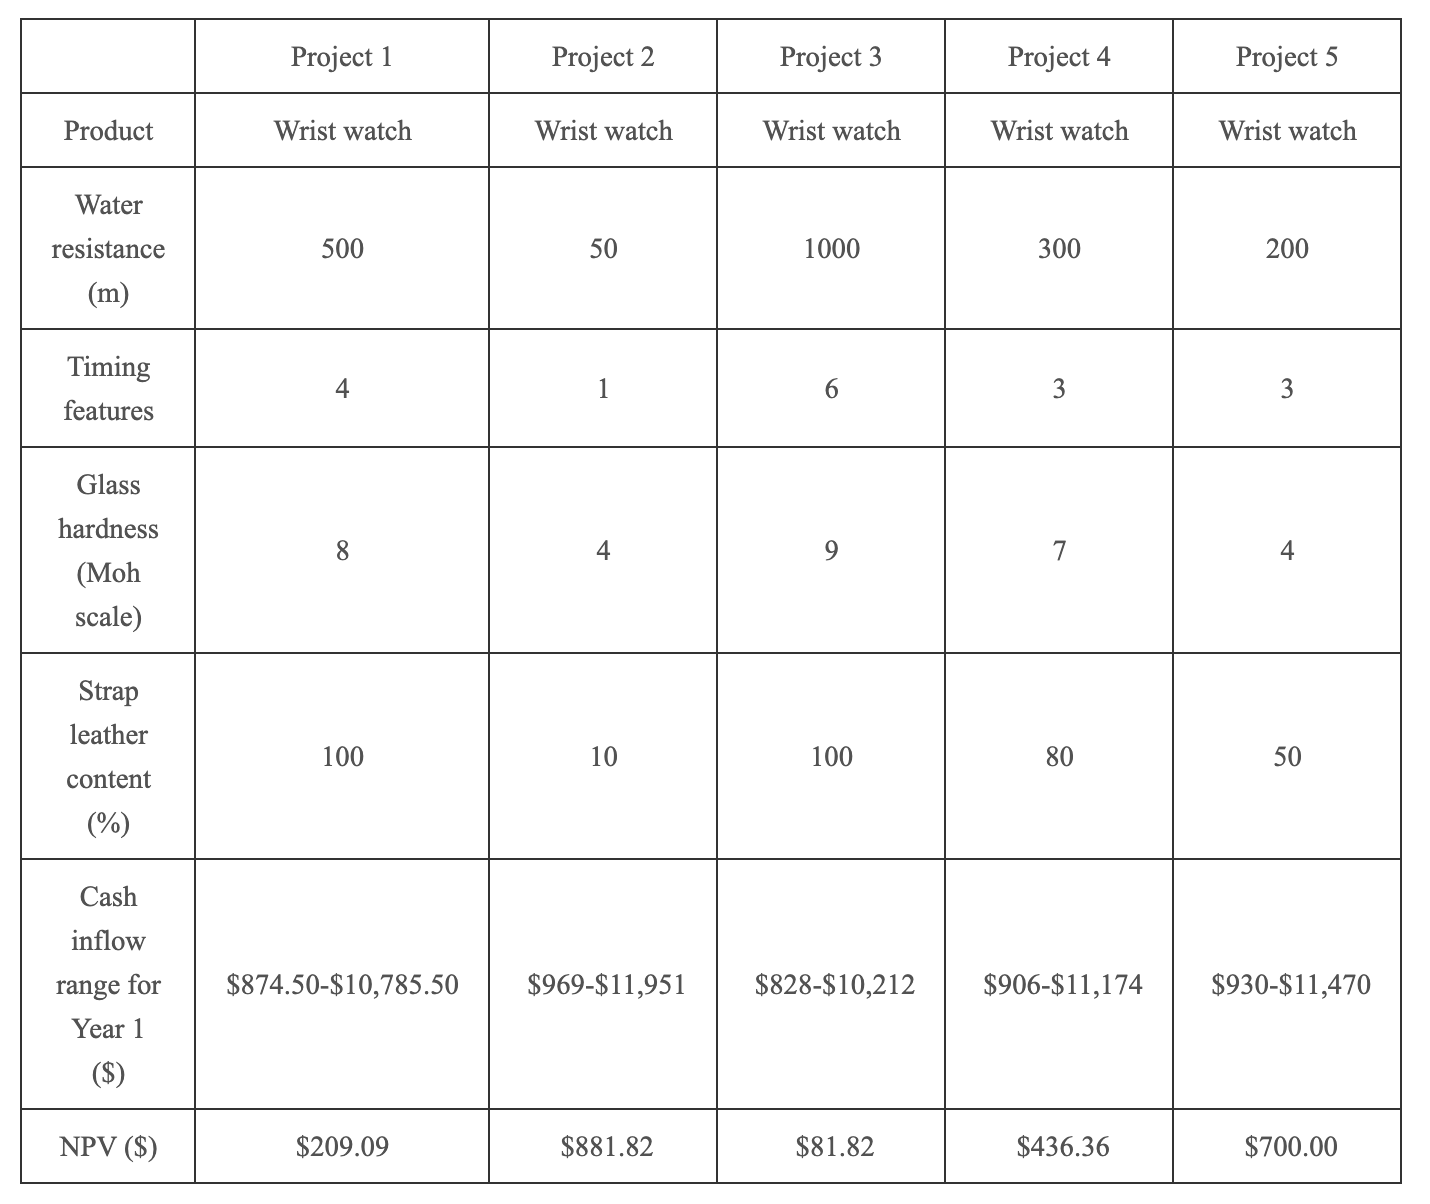 Project 1 Project 2 Project 3 Project 4 Project 5
Product Wrist watch Wrist watch Wrist watch Wrist watch Wrist watch
Water
resistance
(m)
500 50 1000 300 200
Timing
features
4 1 6 3 3
Glass
hardness
(Moh
scale)
8 4 9 7 4
Strap
leather
content
(%)
100 10 100 80 50
Cash
inflow
range for
Year 1
($)
$874.50-$10,785.50 $969-$11,951 $828-$10,212 $906-$11,174 $930-$11,470
NPV ($) $209.09 $881.82 $81.82 $436.36 $700.00